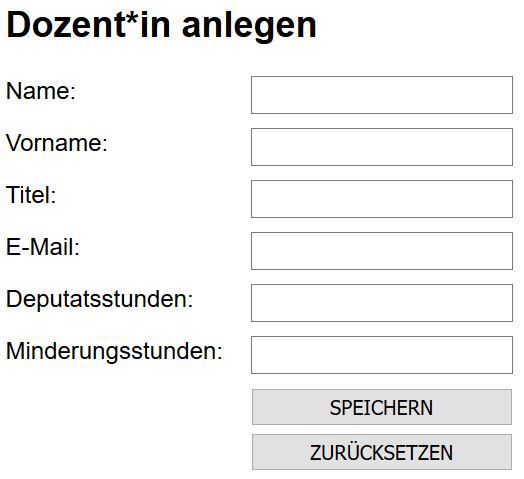 Dozent*in anlegen
Name:
Vorname:
Titel:
E-Mail:
Deputatsstunden:
Minderungsstunden:
SPEICHERN
ZURÜCKSETZEN